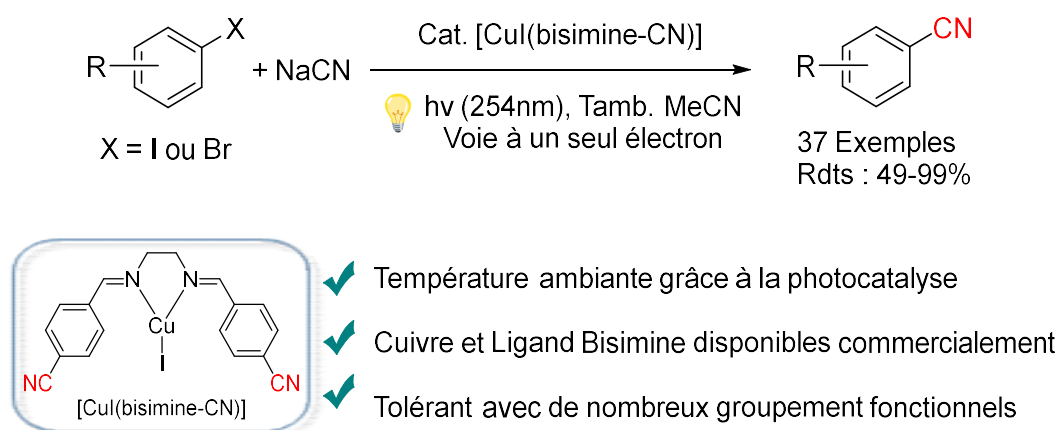 Cat. [CuI(bisimine-CN)]
R
X
+ NaCN
hv (254nm), Tamb. MeCN
Voie à un seul électron
R
CN
X = I ou Br
37 Exemples
Rdts : 49-99%
N
N
Cu
I
NC
CN
[CuI(bisimine-CN)]
Température ambiante grâce à la photocatalyse
Cuivre et Ligand Bisimine disponibles commercialement
Tolérant avec de nombreux groupement fonctionnels